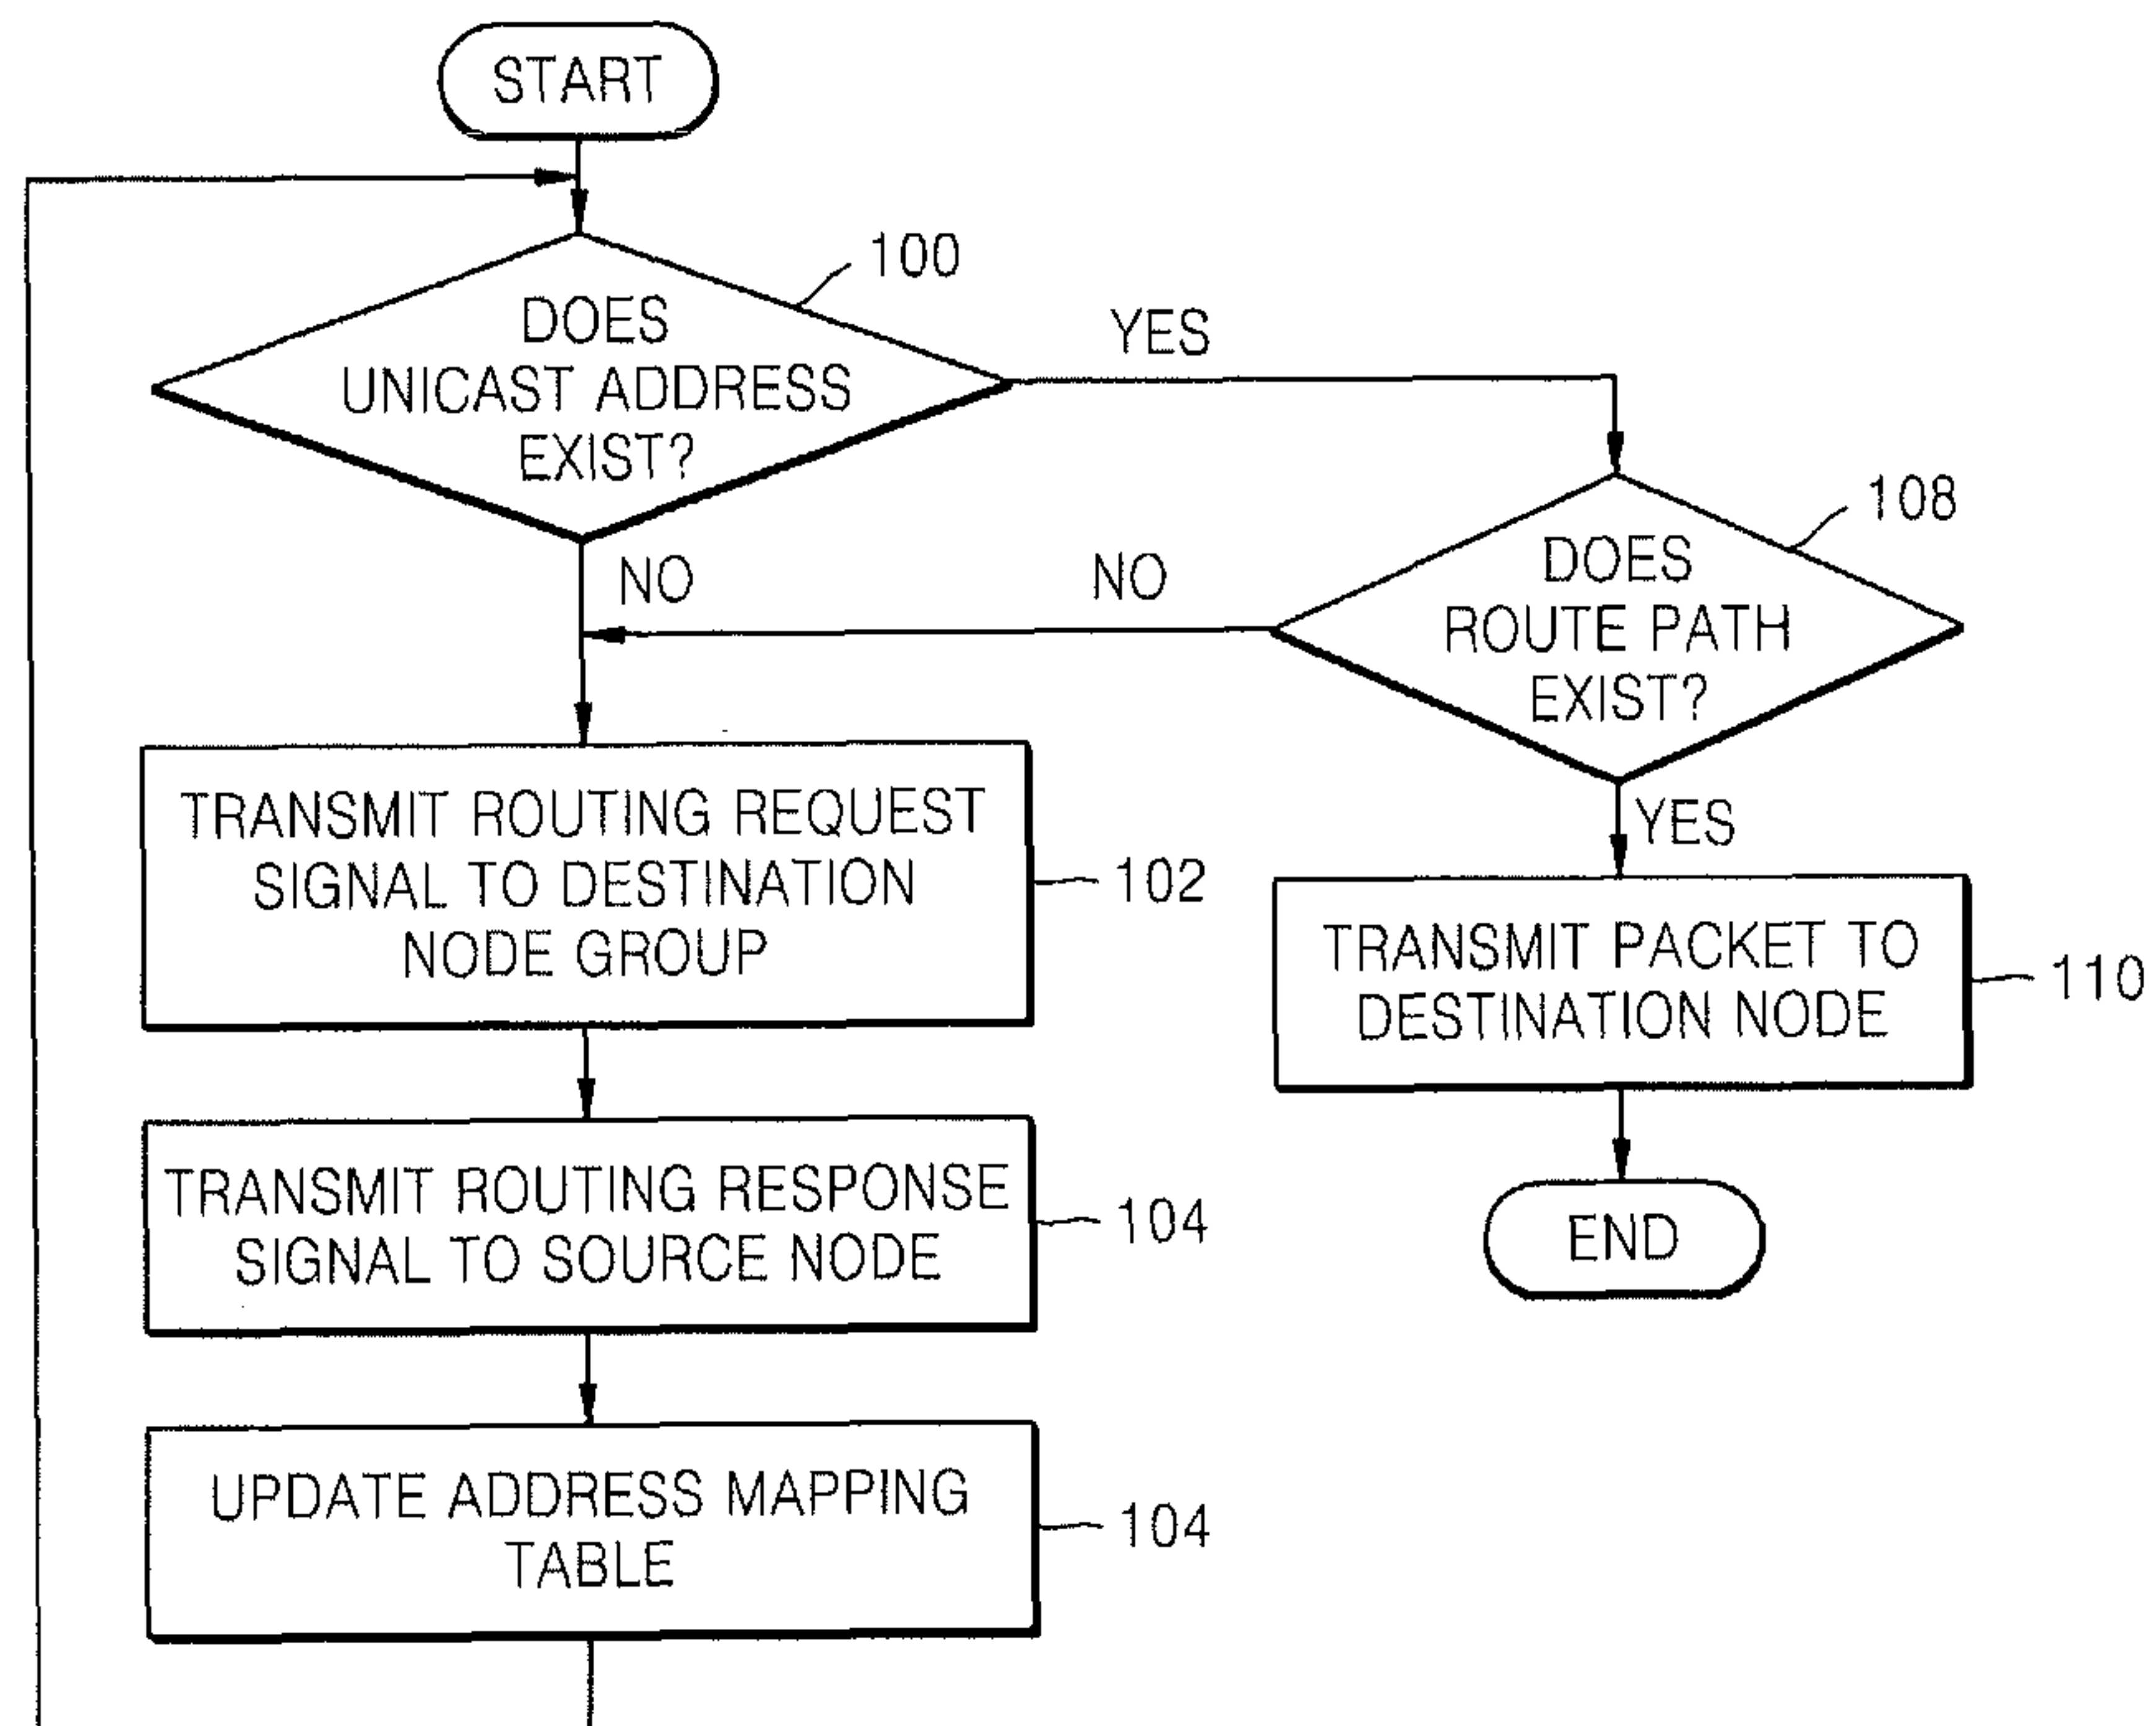 START
100
DOES
UNICAST ADDRESS
EXIST?
YES
NO
108
DOES
ROUTE PATH
EXIST?
NO
YES
TRANSMIT ROUTING REQUEST
SIGNAL TO DESTINATION
NODE GROUP
102
TRANSMIT PACKET TO
DESTINATION NODE
110
TRANSMIT ROUTING RESPONSE
SIGNAL TO SOURCE NODE
104
END
UPDATE ADDRESS MAPPING
TABLE
104